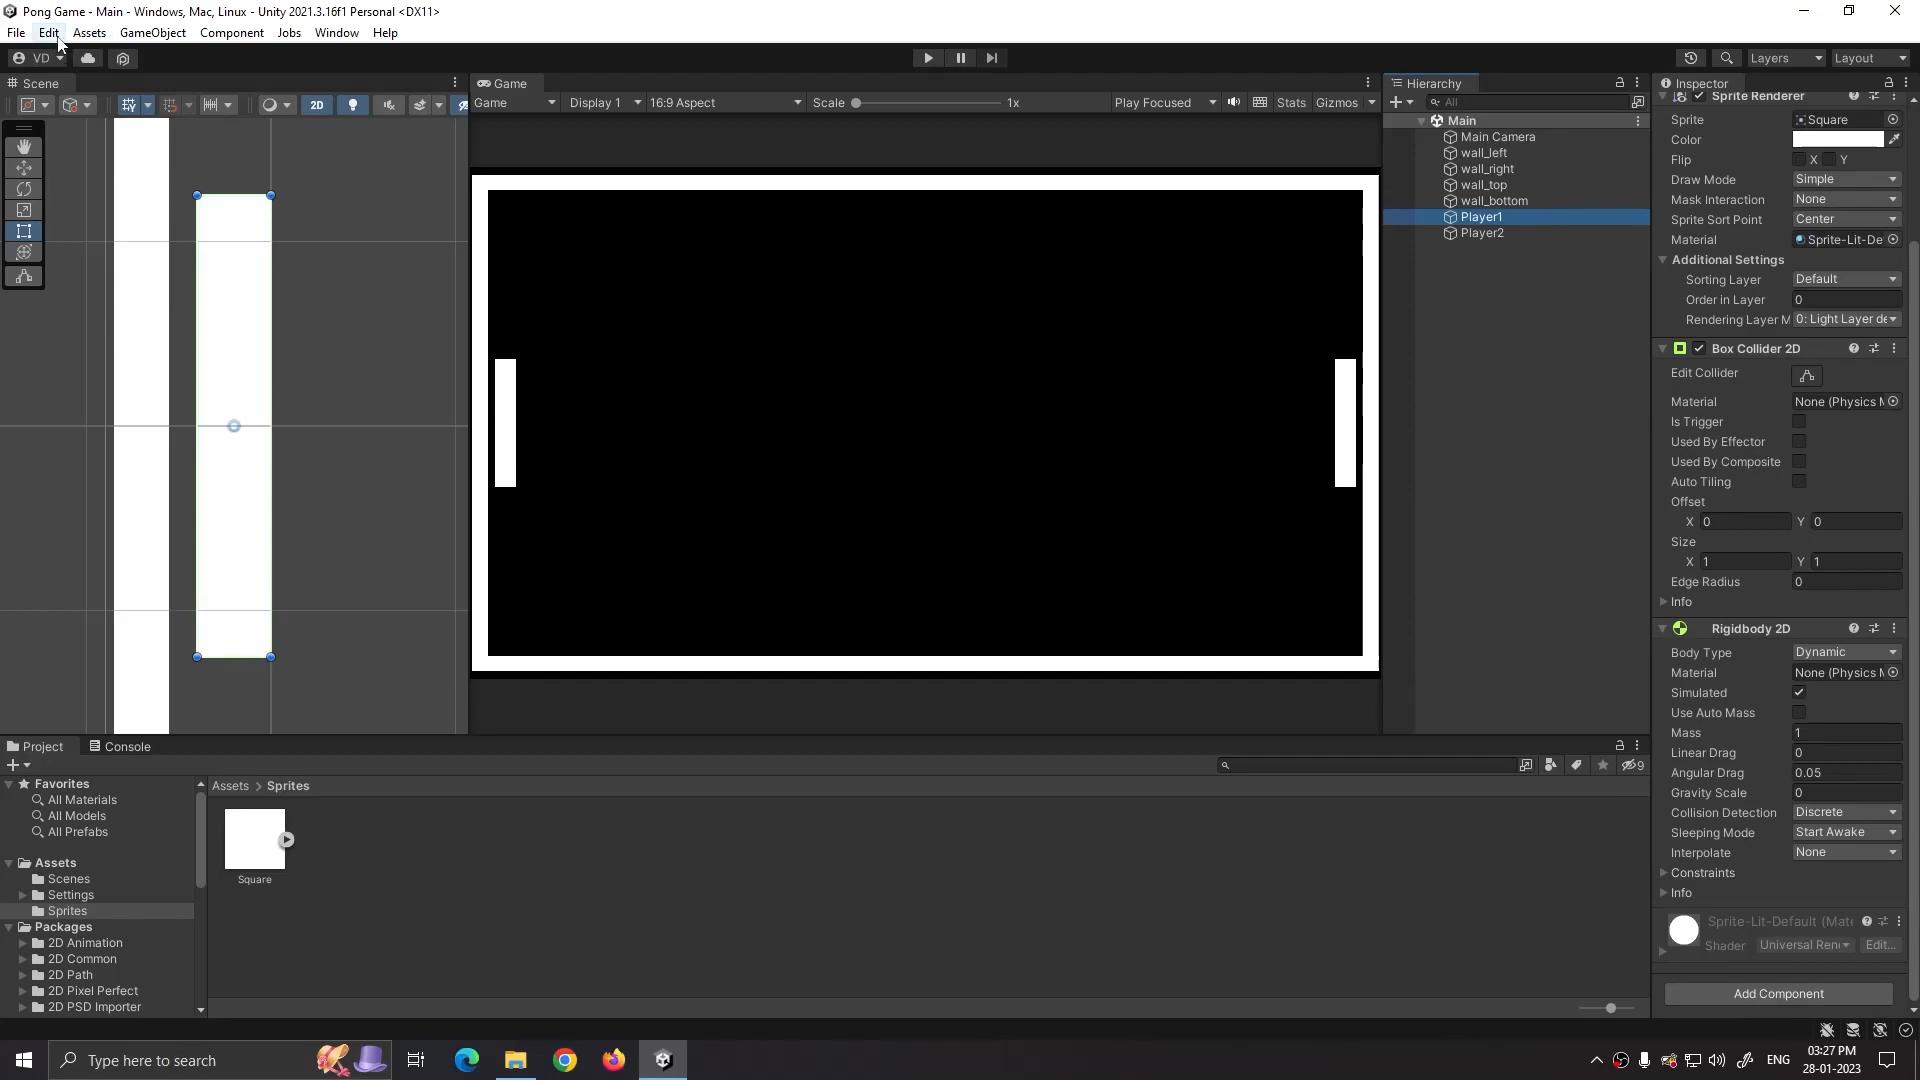 Pong Game - Main - Windows, Mac, Linux - Unity 2021.3.16f1 Personal <DX11>
File Edit Assets GameObject Component Jobs Window Help
VD
Layers
Layout
Scene
2D
Game
Game
Display 1
16:9 Aspect
Scale
1x
Play Focused
Stats
Gizmos
Hierarchy
All
Main
Main Camera
wall_left
wall_right
wall_top
wall_bottom
Player1
Player2
Inspector
Sprite Renderer
Sprite Square
Color
Flip X Y
Draw Mode Simple
Mask Interaction None
Sprite Sort Point Center
Material Sprite-Lit-De
Additional Settings
Sorting Layer Default
Order in Layer 0
Rendering Layer M 0: Light Layer de
Box Collider 2D
Edit Collider
Material None (Physics M
Is Trigger
Used By Effector
Used By Composite
Auto Tiling
Offset
X 0 Y 0
Size
X 1 Y 1
Edge Radius 0
Info
Rigidbody 2D
Body Type Dynamic
Material None (Physics M
Simulated
Use Auto Mass
Mass 1
Linear Drag 0
Angular Drag 0.05
Gravity Scale 0
Collision Detection Discrete
Sleeping Mode Start Awake
Interpolate None
Constraints
Info
Sprite-Lit-Default (Mate
Shader Universal Ren Edit...
Add Component
Project Console
9
Favorites
All Materials
All Models
All Prefabs
Assets
Scenes
Settings
Sprites
Packages
2D Animation
2D Common
2D Path
2D Pixel Perfect
2D PSD Importer
Assets > Sprites
Square
Type here to search
ENG
03:27 PM
28-01-2023